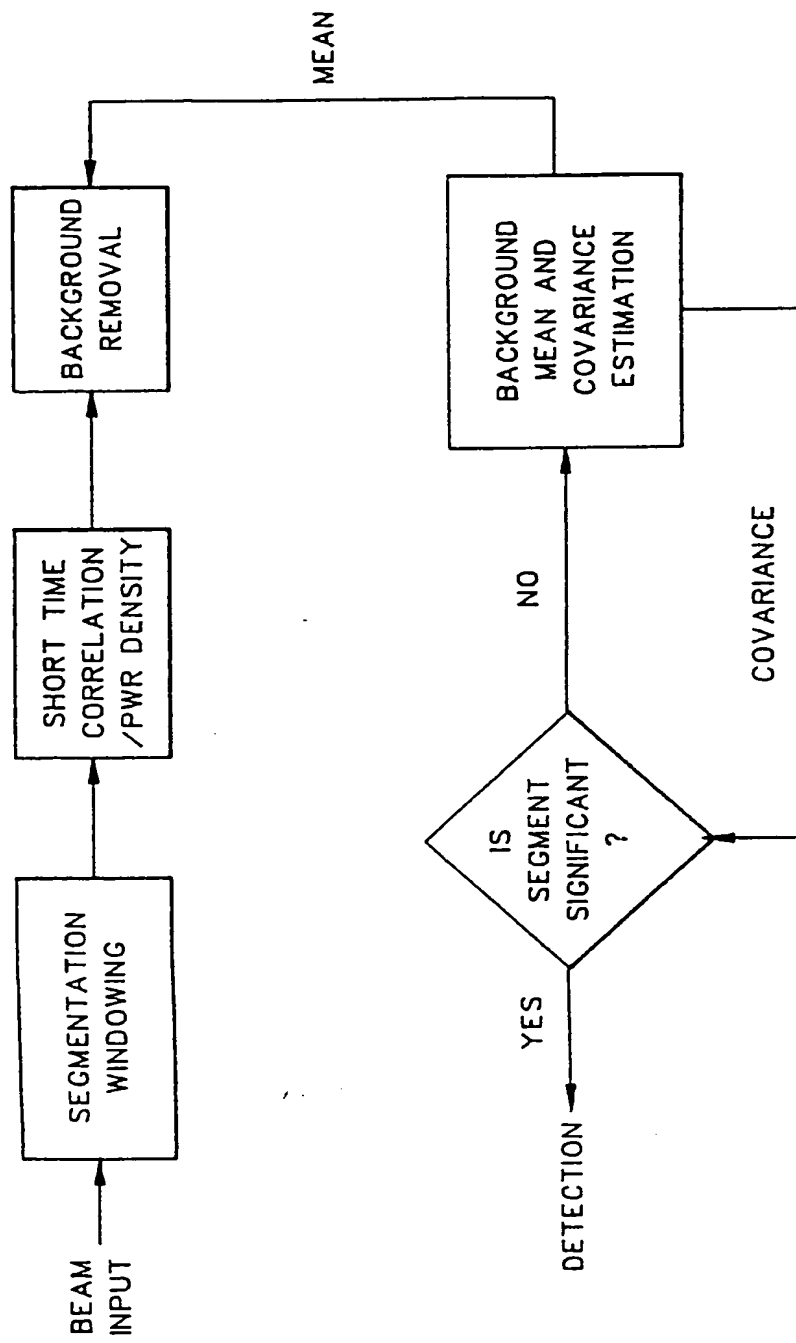 BEAM
INPUT
SEGMENTATION
WINDOWING
SHORT TIME
CORRELATION
/PWR DENSITY
BACKGROUND
REMOVAL
MEAN
DETECTION
YES
IS
SEGMENT
SIGNIFICANT
?
NO
BACKGROUND
MEAN AND
COVARIANCE
ESTIMATION
COVARIANCE